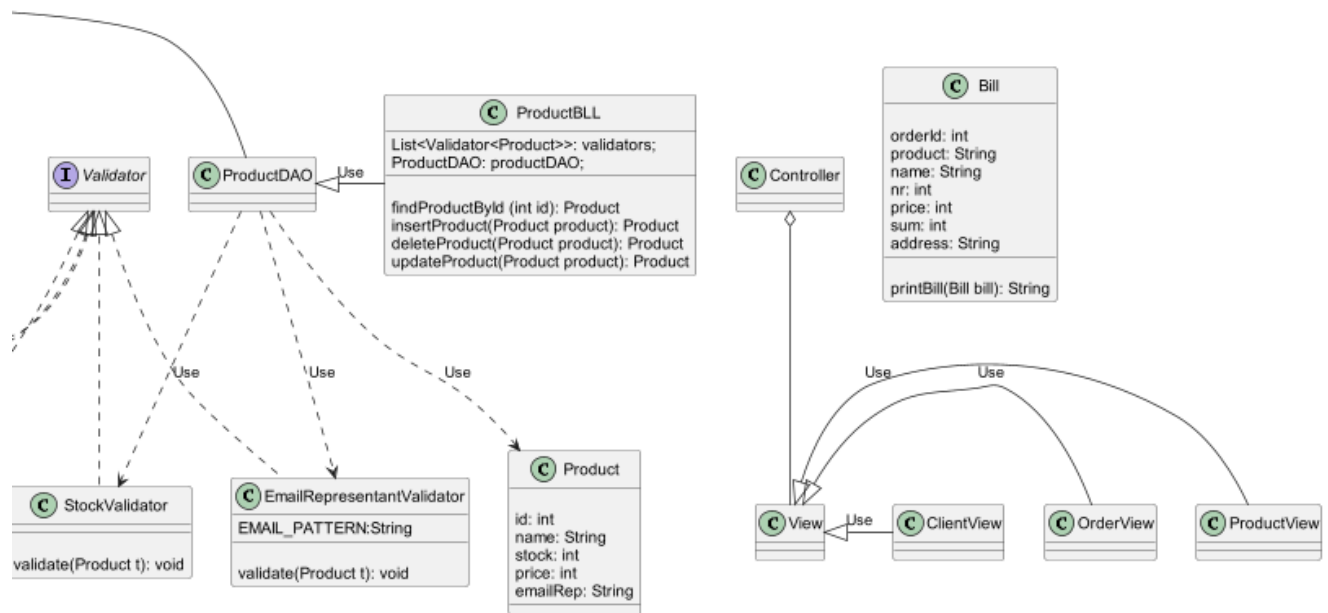 C Bill
orderId: int
product: String
name: String
nr: int
price: int
sum: int
address: String
printBill(Bill bill): String
C ProductBLL
List<Validator<Product>>: validators;
ProductDAO: productDAO;
findProductById (int id): Product
insertProduct(Product product): Product
deleteProduct(Product product): Product
updateProduct(Product product): Product
I Validator
C ProductDAO
Use
C Controller
Use
Use
Use
Use
Use
C StockValidator
validate(Product t): void
C EmailRepresentantValidator
EMAIL_PATTERN:String
validate(Product t): void
C Product
id: int
name: String
stock: int
price: int
emailRep: String
C View
Use
C ClientView
C OrderView
C ProductView